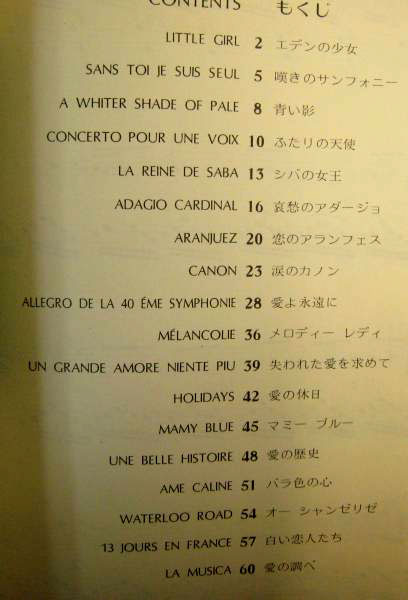 CONTENTS もくじ
LITTLE GIRL 2 エデンの少女
SANS TOI JE SUIS SEUL 5 嘆きのサンフォニー
A WHITER SHADE OF PALE 8 青い影
CONCERTO POUR UNE VOIX 10 ふたりの天使
LA REINE DE SABA 13 シバの女王
ADAGIO CARDINAL 16 哀愁のアダージョ
ARANJUEZ 20 恋のアランフェス
CANON 23 涙のカノン
ALLEGRO DE LA 40 ÉME SYMPHONIE 28 愛よ永遠に
MÉLANCOLIE 36 メロディー レディ
UN GRANDE AMORE NIENTE PIU 39 失われた愛を求めて
HOLIDAYS 42 愛の休日
MAMY BLUE 45 マミー ブルー
UNE BELLE HISTOIRE 48 愛の歴史
AME CALINE 51 バラ色の心
WATERLOO ROAD 54 オー シャンゼリゼ
13 JOURS EN FRANCE 57 白い恋人たち
LA MUSICA 60 愛の調べ